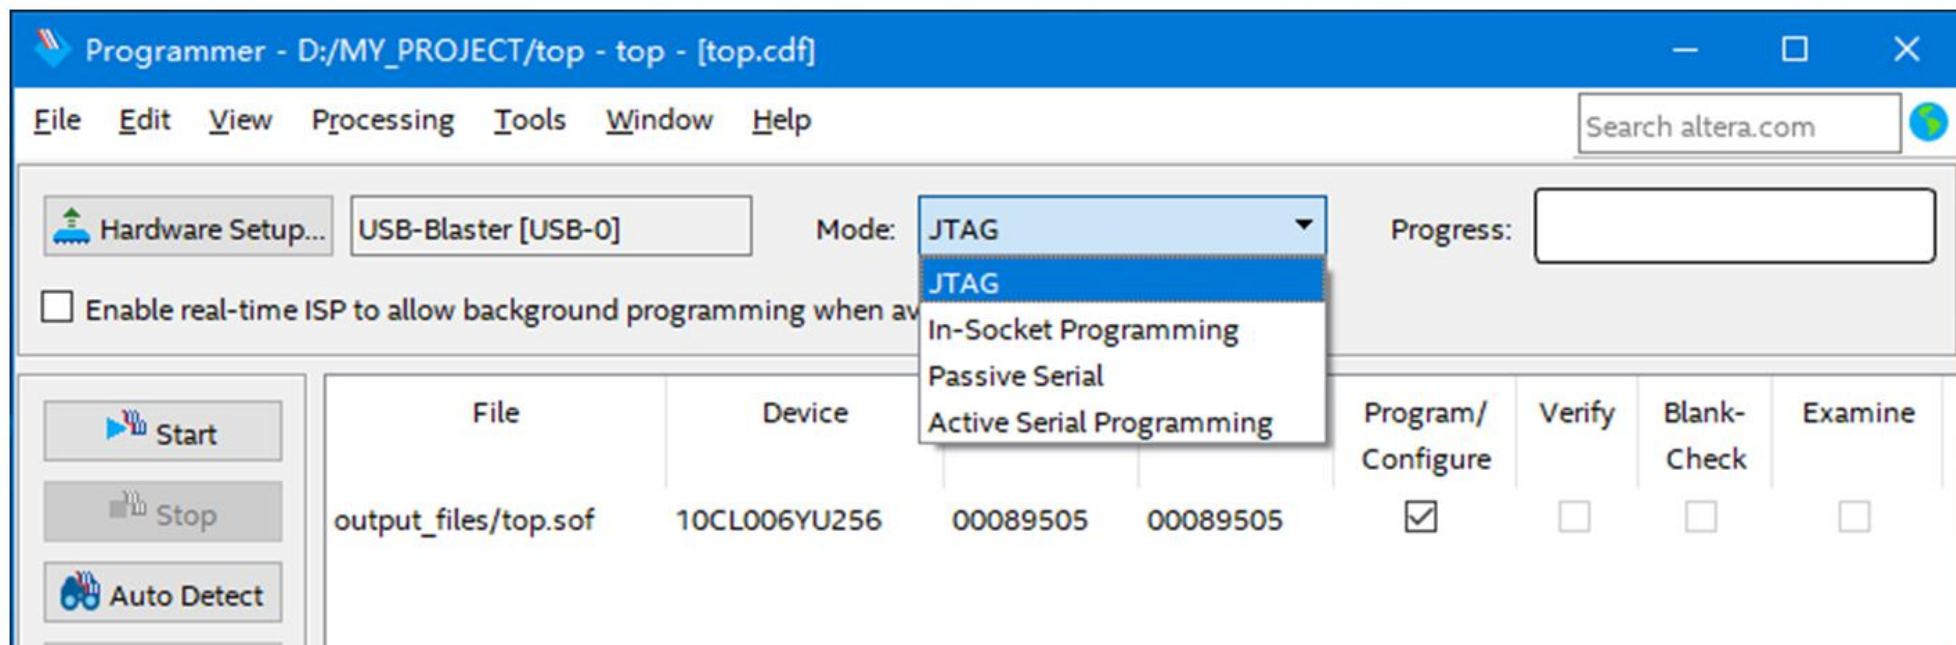 Programmer - D:/MY_PROJECT/top - top - [top.cdf]
File Edit View Processing Tools Window Help
Search altera.com
Hardware Setup... USB-Blaster [USB-0] Mode: JTAG Progress:
JTAG
Enable real-time ISP to allow background programming when av
In-Socket Programming
Passive Serial
Active Serial Programming
Start
File Device Program/ Verify Blank- Examine
Configure Check
Stop
output_files/top.sof 10CL006YU256 00089505 00089505
Auto Detect